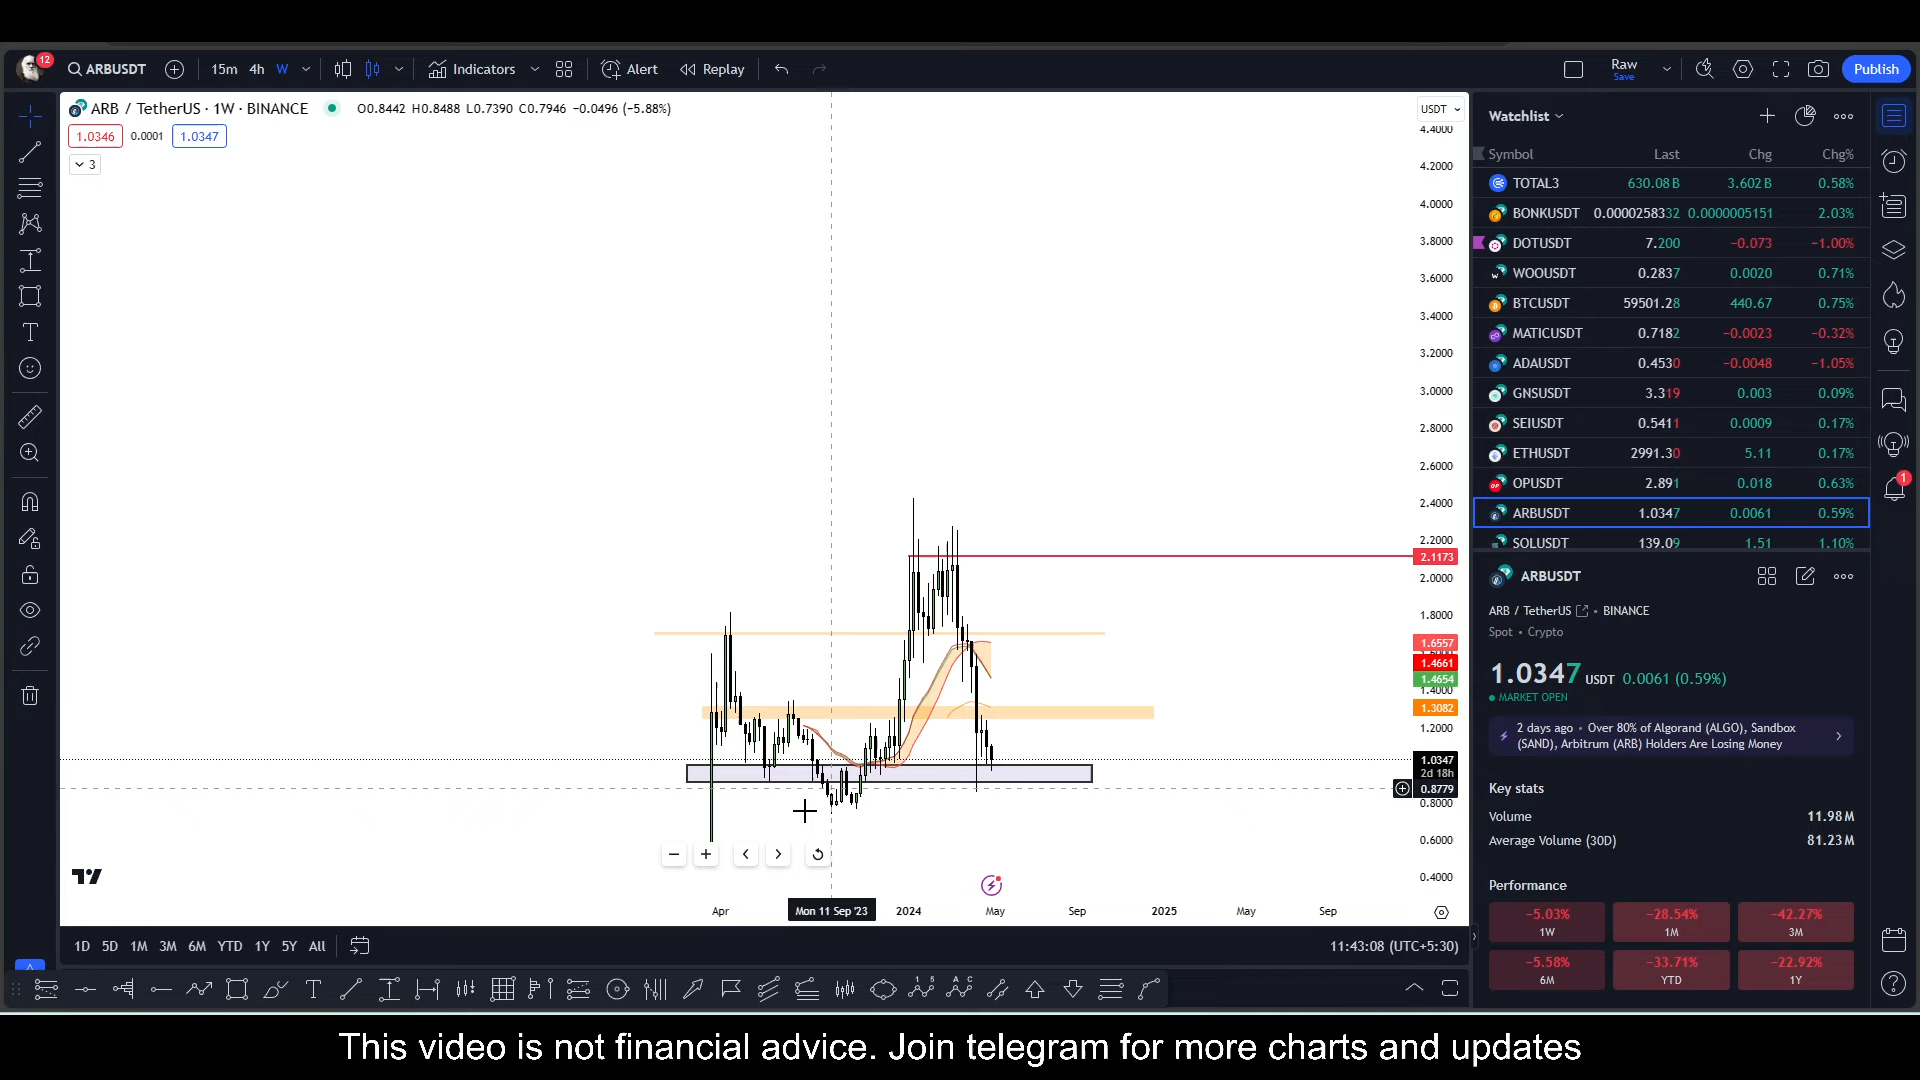 12
ARBUSDT
15m 4h W
Indicators
Alert
Replay
Raw
Save
Publish
ARB / TetherUS · 1W · BINANCE
O0.8442 H0.8488 L0.7390 C0.7946 −0.0496 (−5.88%)
1.0346 0.0001 1.0347
3
USDT
4.4000
4.2000
4.0000
3.8000
3.6000
3.4000
3.2000
3.0000
2.8000
2.6000
2.4000
2.2000
2.1173
2.0000
1.8000
1.6557
1.4661
1.4654
1.4000
1.3082
1.2000
1.0347
2d 18h
0.8779
0.8000
0.6000
0.4000
Apr
Mon 11 Sep '23
2024
May
Sep
2025
May
Sep
1D 5D 1M 3M 6M YTD 1Y 5Y All
11:43:08 (UTC+5:30)
Watchlist
Symbol Last Chg Chg%
TOTAL3 630.08 B 3.602 B 0.58%
BONKUSDT 0.0000258332 0.0000005151 2.03%
DOTUSDT 7.200 −0.073 −1.00%
WOOUSDT 0.2837 0.0020 0.71%
BTCUSDT 59501.28 440.67 0.75%
MATICUSDT 0.7182 −0.0023 −0.32%
ADAUSDT 0.4530 −0.0048 −1.05%
GNSUSDT 3.319 0.003 0.09%
SEIUSDT 0.5411 0.0009 0.17%
ETHUSDT 2991.30 5.11 0.17%
OPUSDT 2.891 0.018 0.63%
ARBUSDT 1.0347 0.0061 0.59%
SOLUSDT 139.09 1.51 1.10%
1
ARBUSDT
ARB / TetherUS • BINANCE
Spot • Crypto
1.0347 USDT 0.0061 (0.59%)
MARKET OPEN
2 days ago • Over 80% of Algorand (ALGO), Sandbox
(SAND), Arbitrum (ARB) Holders Are Losing Money
Key stats
Volume 11.98 M
Average Volume (30D) 81.23 M
Performance
−5.03% −28.54% −42.27%
1W 1M 3M
−5.58% −33.71% −22.92%
6M YTD 1Y
This video is not financial advice. Join telegram for more charts and updates